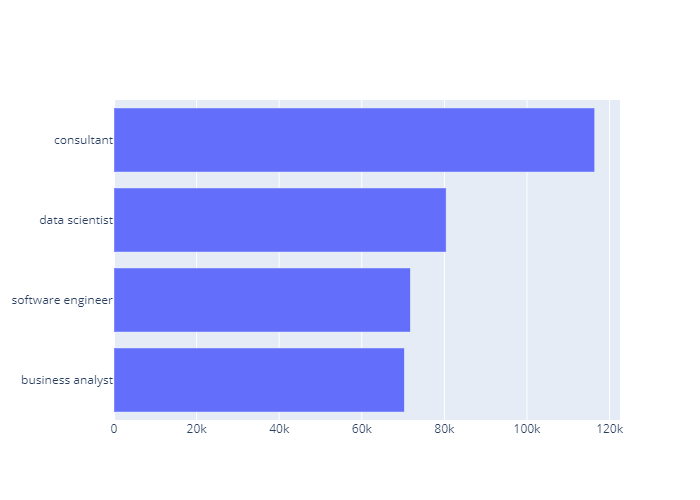 consultant
data scientist
software engineer
business analyst
0 20k 40k 60k 80k 100k 120k